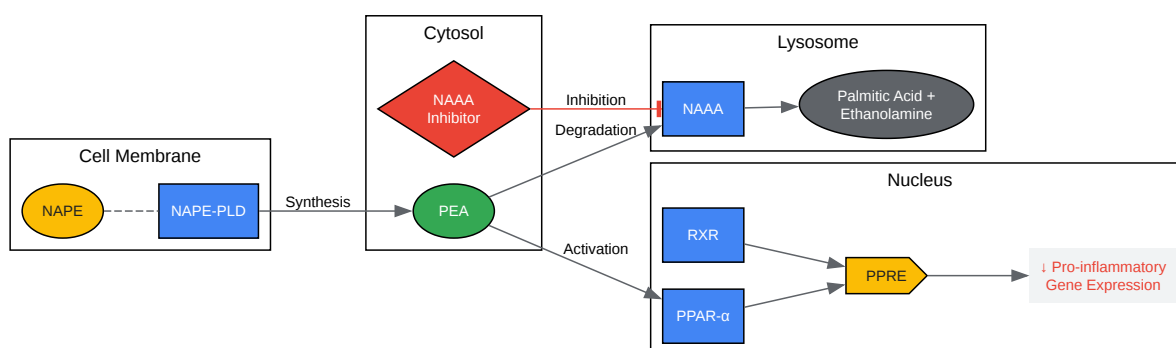 Cell Membrane
NAPE
NAPE-PLD
Synthesis
Cytosol
NAAA
Inhibitor
PEA
Inhibition
Degradation
Activation
Lysosome
NAAA
Palmitic Acid +
Ethanolamine
Nucleus
RXR
PPAR-α
PPRE
↓ Pro-inflammatory
Gene Expression